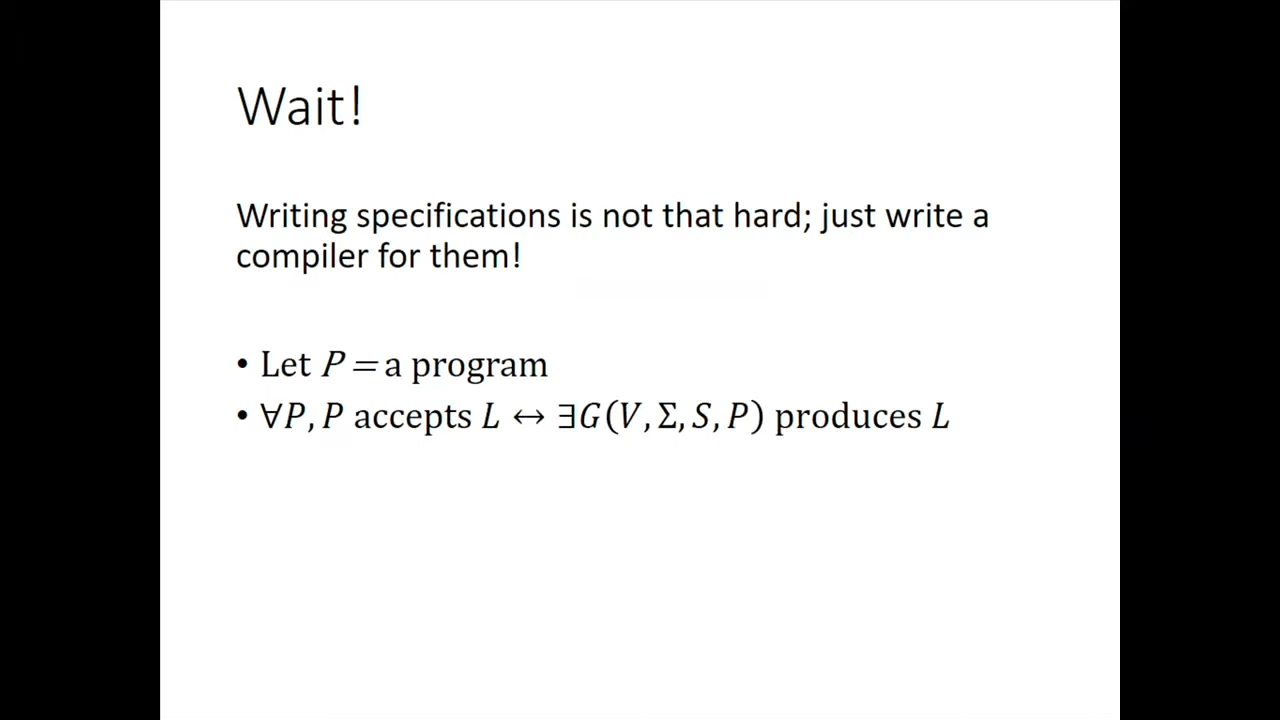 Wait!
Writing specifications is not that hard; just write a
compiler for them!
• Let P = a program
• ∀P, P accepts L ↔ ∃G(V, Σ, S, P) produces L